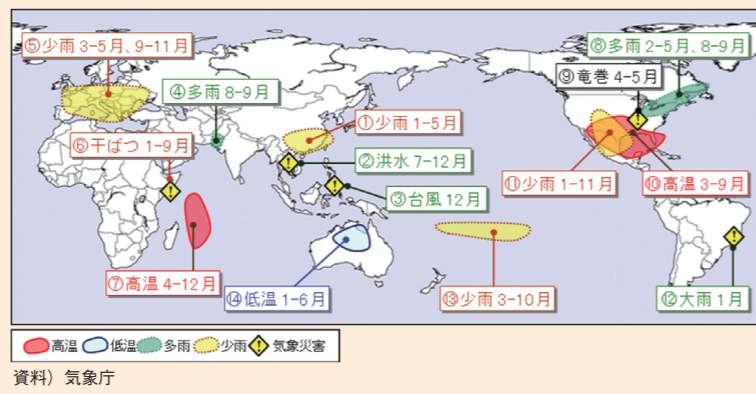 ⑤少雨 3−5月、9−11月
⑧多雨 2−5月、8−9月
⑨竜巻 4−5月
④多雨 8−9月
①少雨 1−5月
⑥干ばつ 1−9月
②洪水 7−12月
③台風 12月
⑪少雨 1−11月
⑩高温 3−9月
⑦高温 4−12月
⑭低温 1−6月
⑬少雨 3−10月
⑫大雨 1月
高温 低温 多雨 少雨 気象災害
資料）気象庁